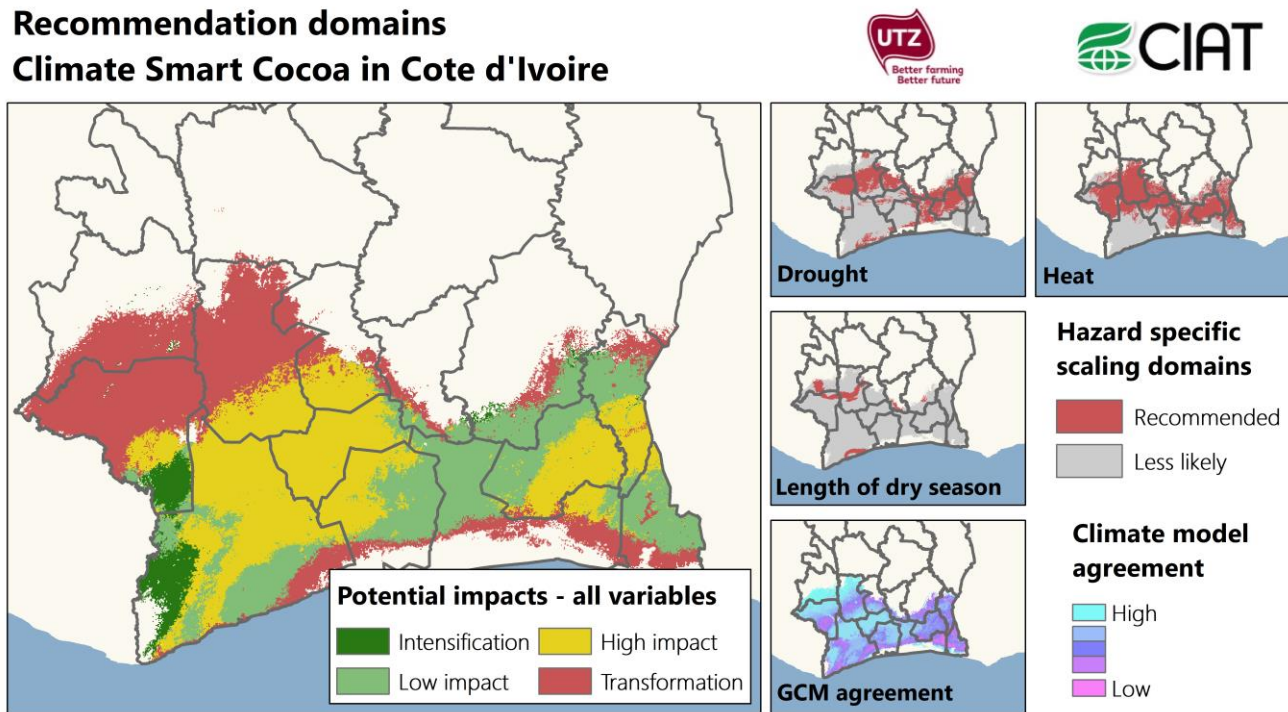 Recommendation domains
Climate Smart Cocoa in Cote d'Ivoire
UTZ
Better farming
Better future
CIAT
Potential impacts - all variables
Intensification
High impact
Low impact
Transformation
Drought
Heat
Length of dry season
GCM agreement
Hazard specific
scaling domains
Recommended
Less likely
Climate model
agreement
High
Low